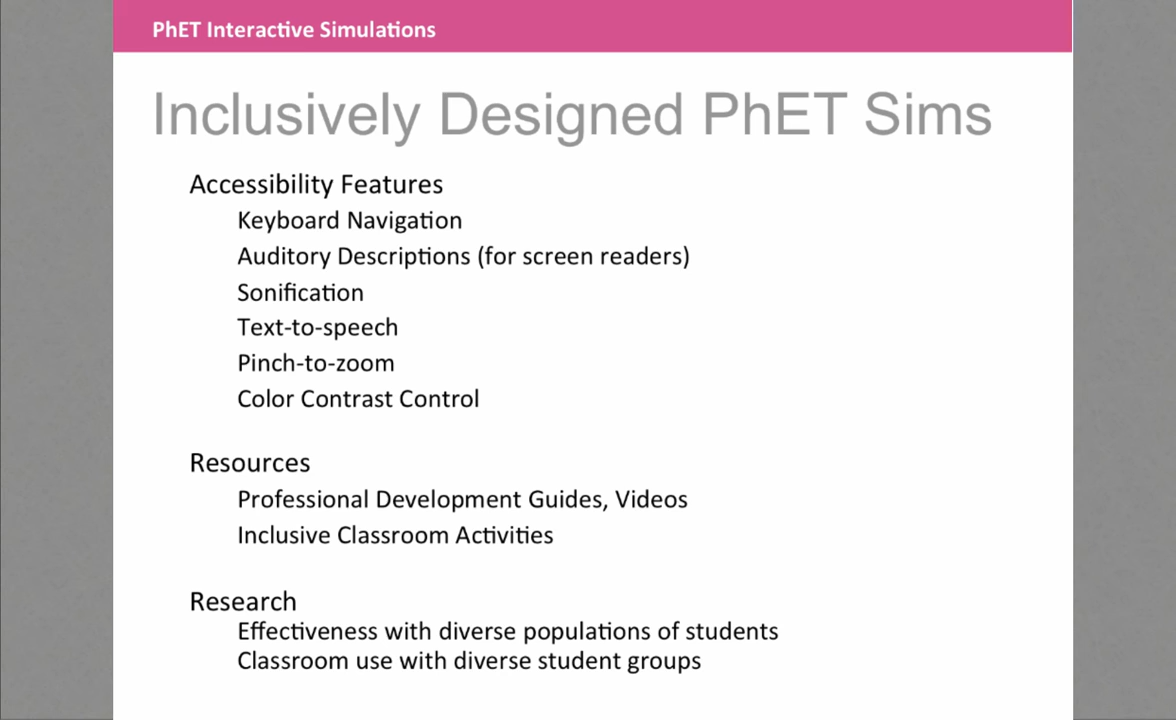 PhET Interactive Simulations
Inclusively Designed PhET Sims
Accessibility Features
Keyboard Navigation
Auditory Descriptions (for screen readers)
Sonification
Text-to-speech
Pinch-to-zoom
Color Contrast Control
Resources
Professional Development Guides, Videos
Inclusive Classroom Activities
Research
Effectiveness with diverse populations of students
Classroom use with diverse student groups